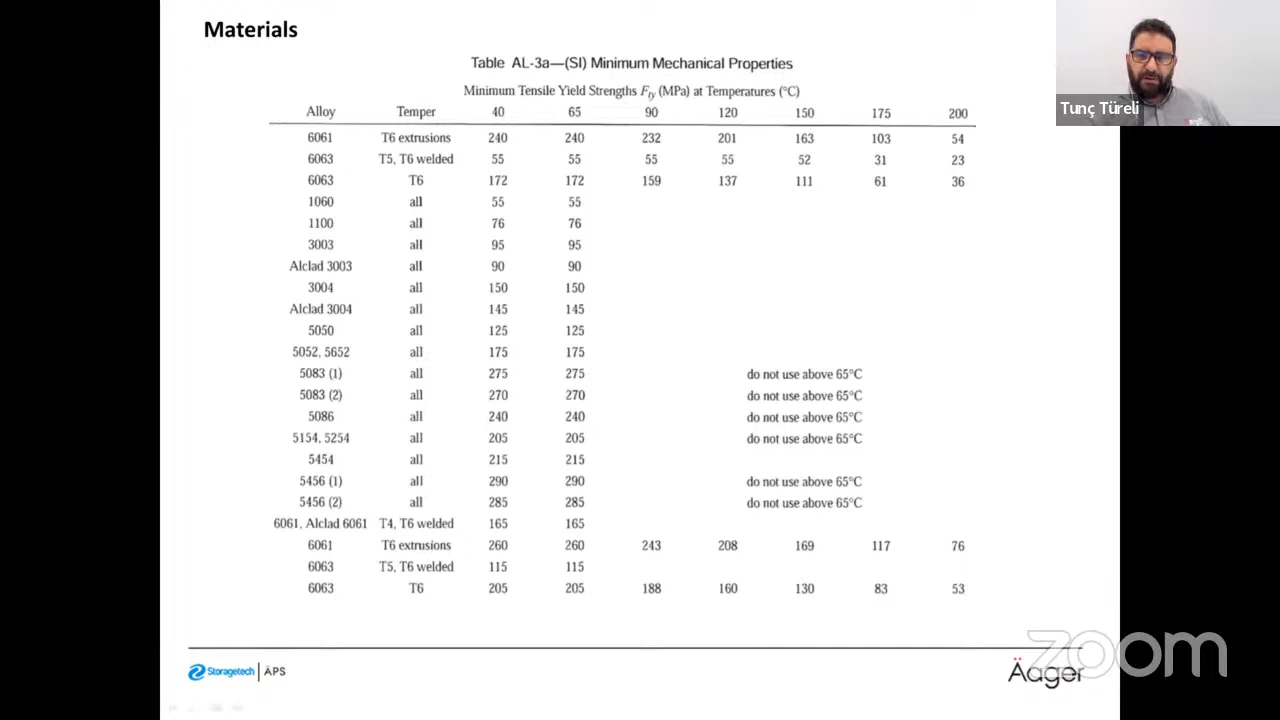 Materials
Table AL-3a—(SI) Minimum Mechanical Properties
Minimum Tensile Yield Strengths Fty (MPa) at Temperatures (°C)
Alloy Temper 40 65 90 120 150 175 200
6061 T6 extrusions 240 240 232 201 163 103 54
6063 T5, T6 welded 55 55 55 55 52 31 23
6063 T6 172 172 159 137 111 61 36
1060 all 55 55
1100 all 76 76
3003 all 95 95
Alclad 3003 all 90 90
3004 all 150 150
Alclad 3004 all 145 145
5050 all 125 125
5052, 5652 all 175 175
5083 (1) all 275 275 do not use above 65°C
5083 (2) all 270 270 do not use above 65°C
5086 all 240 240 do not use above 65°C
5154, 5254 all 205 205 do not use above 65°C
5454 all 215 215
5456 (1) all 290 290 do not use above 65°C
5456 (2) all 285 285 do not use above 65°C
6061, Alclad 6061 T4, T6 welded 165 165
6061 T6 extrusions 260 260 243 208 169 117 76
6063 T5, T6 welded 115 115
6063 T6 205 205 188 160 130 83 53
Storagetech | ÄPS
Äager
zoom
Tunç Türeli